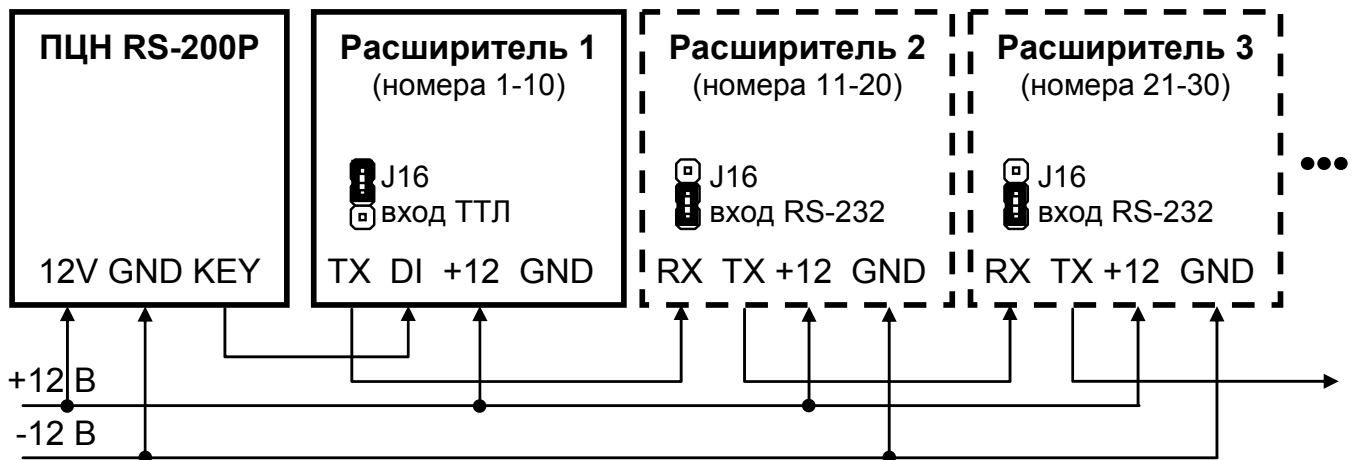 ПЦН RS-200P
12V GND KEY
Расширитель 1
(номера 1-10)
J16
вход ТТЛ
TX DI +12 GND
Расширитель 2
(номера 11-20)
J16
вход RS-232
RX TX +12 GND
Расширитель 3
(номера 21-30)
J16
вход RS-232
RX TX +12 GND
+12 В
-12 В